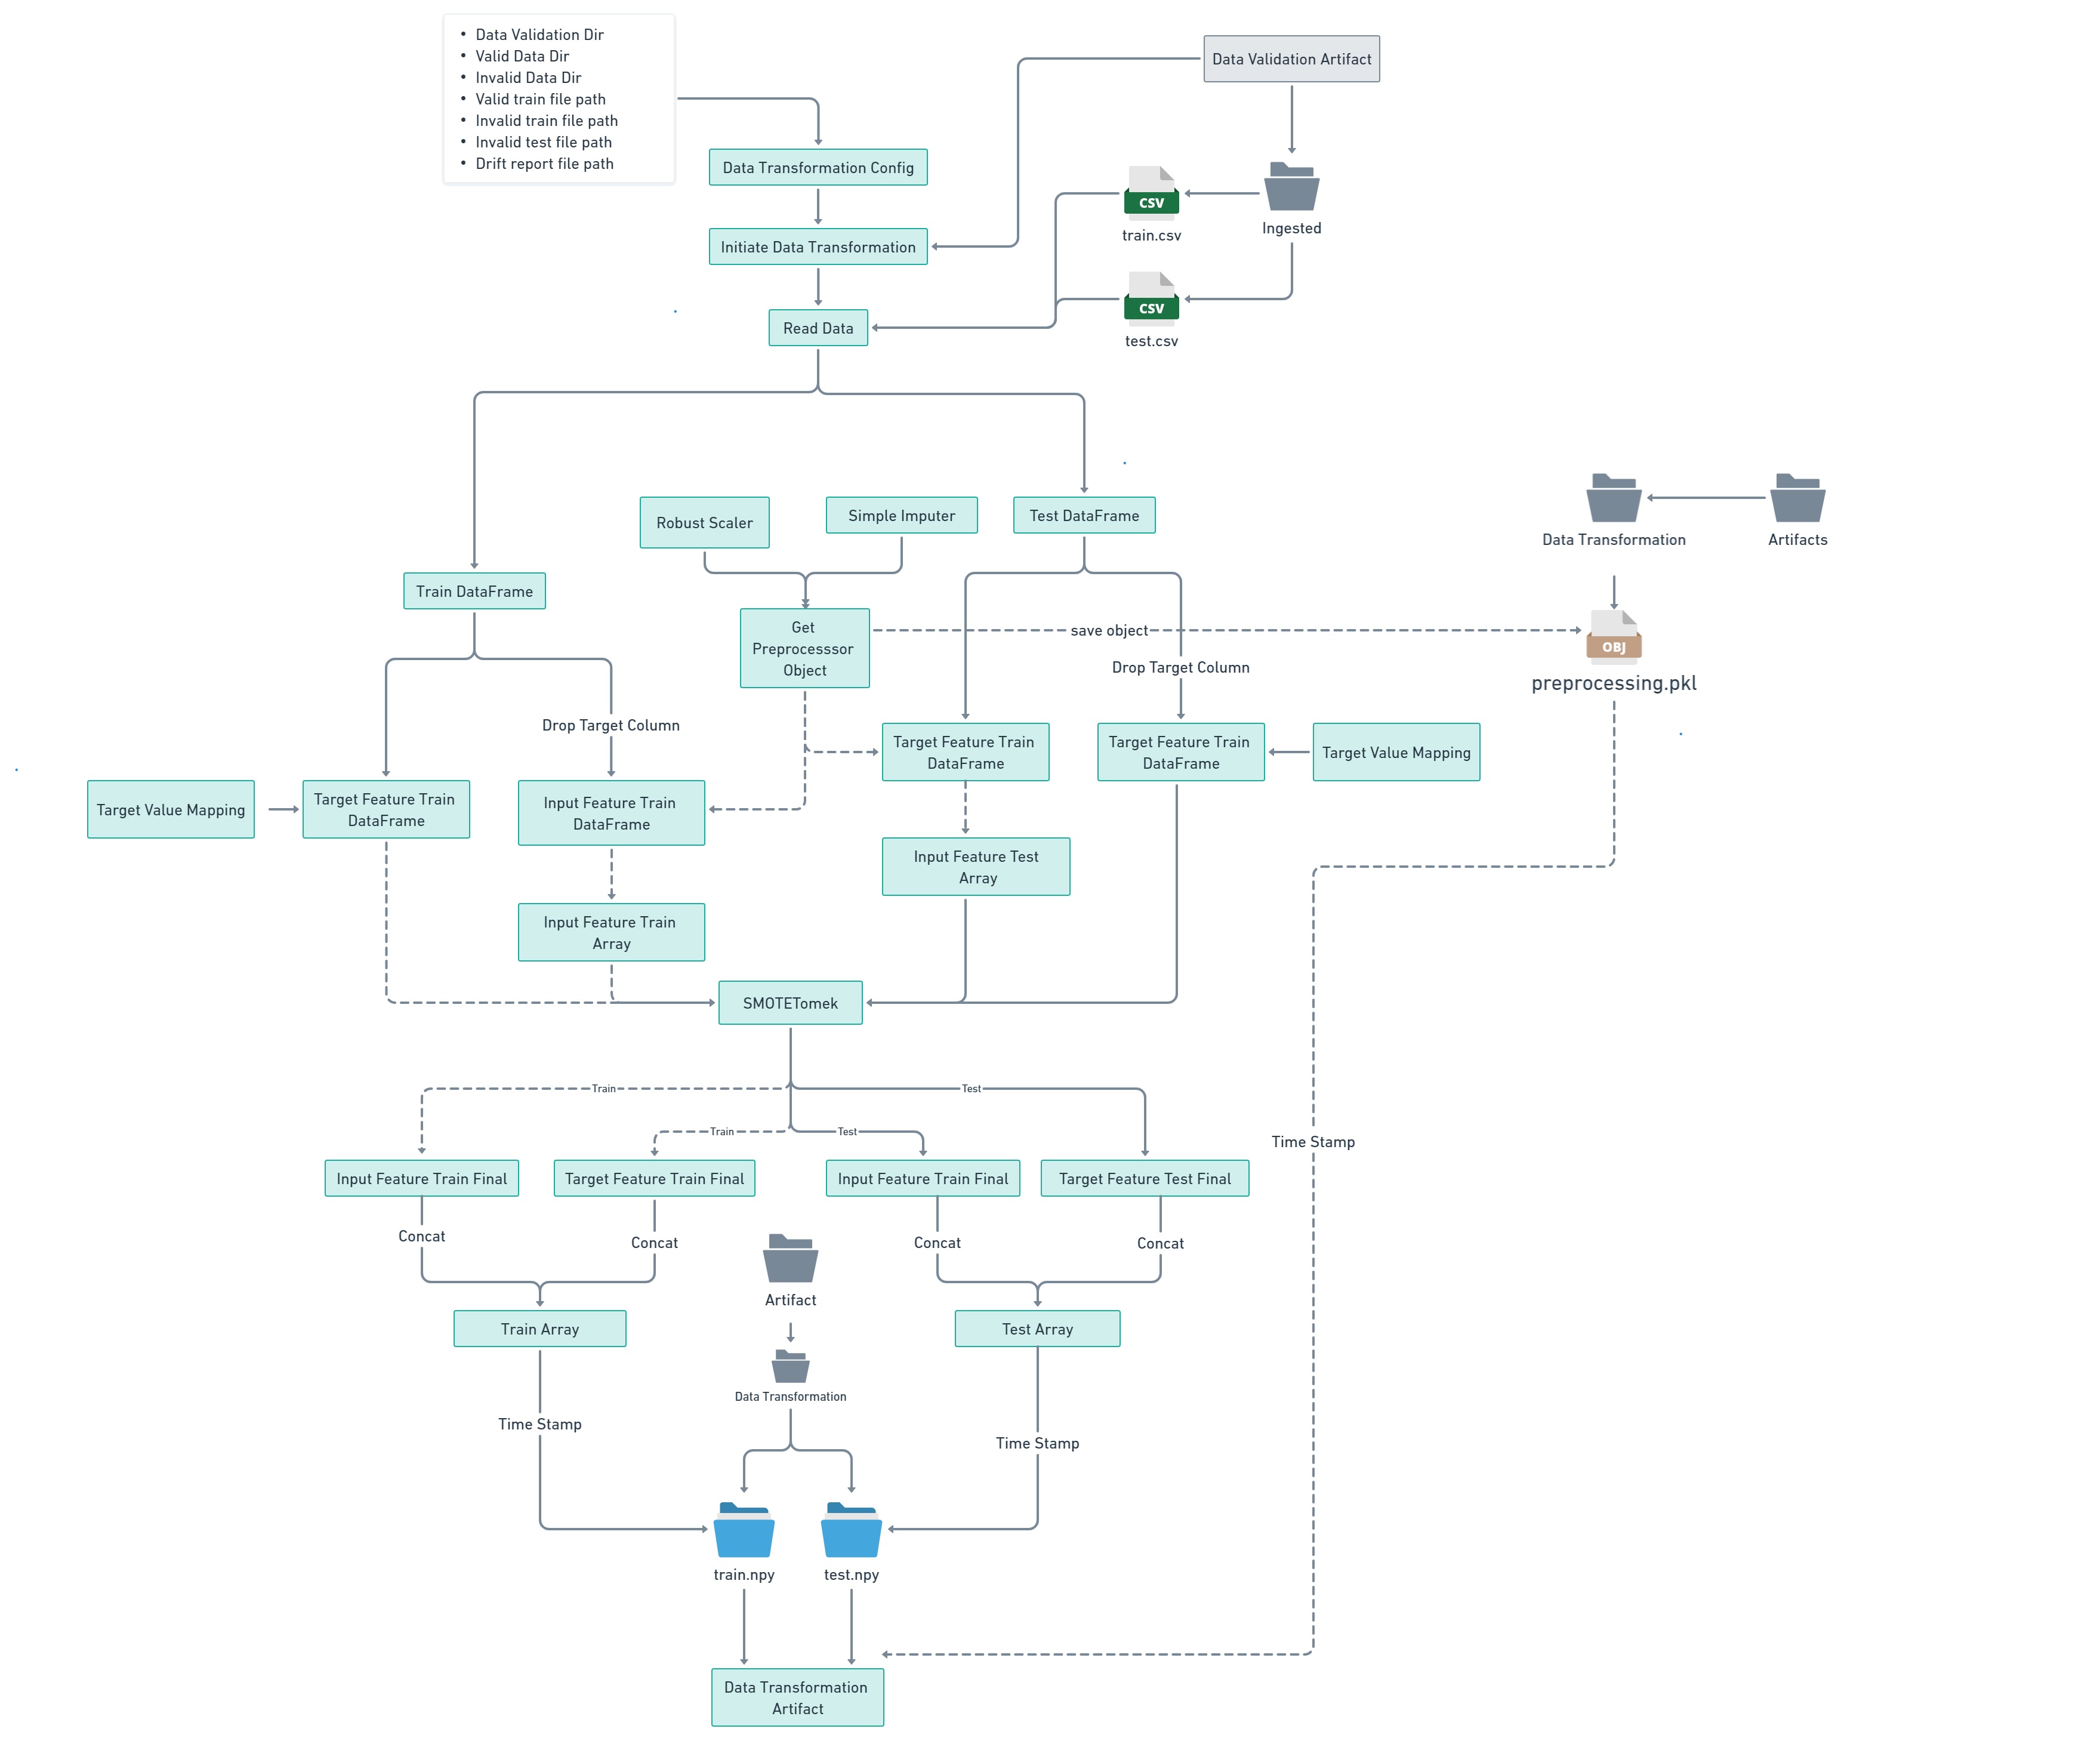 • Data Validation Dir
• Valid Data Dir
• Invalid Data Dir
• Valid train file path
• Invalid train file path
• Invalid test file path
• Drift report file path
Data Validation Artifact
Data Transformation Config
Initiate Data Transformation
CSV
train.csv
Ingested
CSV
test.csv
Read Data
Robust Scaler
Simple Imputer
Test DataFrame
Data Transformation
Artifacts
Train DataFrame
Get
Preprocesssor
Object
save object
OBJ
preprocessing.pkl
Drop Target Column
Drop Target Column
Target Feature Train
DataFrame
Target Feature Train
DataFrame
Target Value Mapping
Target Value Mapping
Target Feature Train
DataFrame
Input Feature Train
DataFrame
Input Feature Test
Array
Input Feature Train
Array
SMOTETomek
Train
Test
Train
Test
Time Stamp
Input Feature Train Final
Target Feature Train Final
Input Feature Train Final
Target Feature Test Final
Concat
Concat
Concat
Concat
Artifact
Train Array
Test Array
Data Transformation
Time Stamp
Time Stamp
train.npy
test.npy
Data Transformation
Artifact